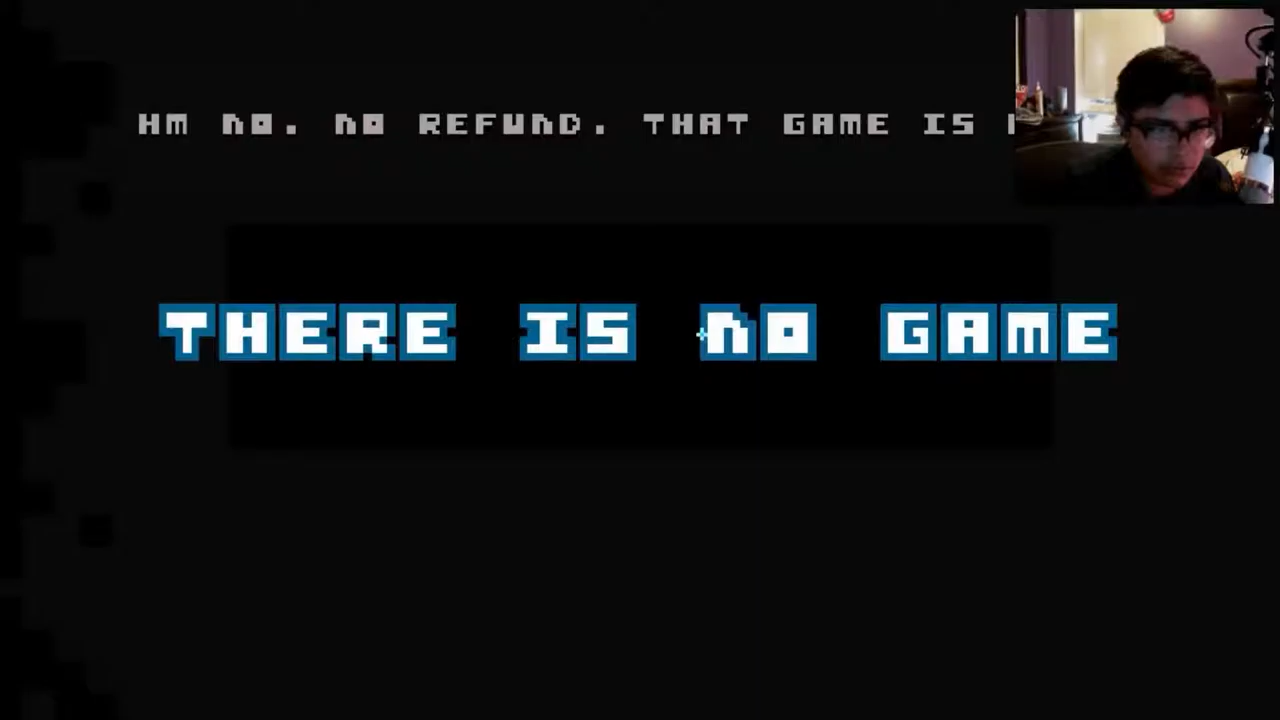 HM NO. NO REFUND. THAT GAME IS
THERE IS NO GAME